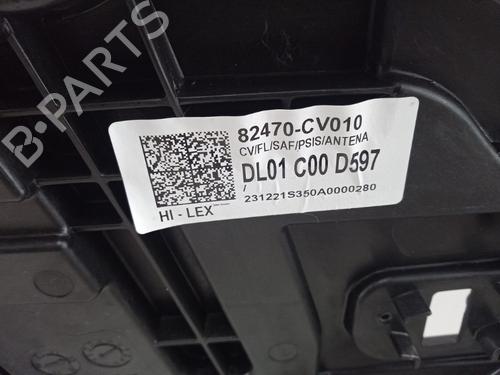 B-PARTS
82470-CV010
CV/FL/SAF/PSIS/ANTENA
DL01 C00 D597
/
231221S350A0000280
HI - LEX